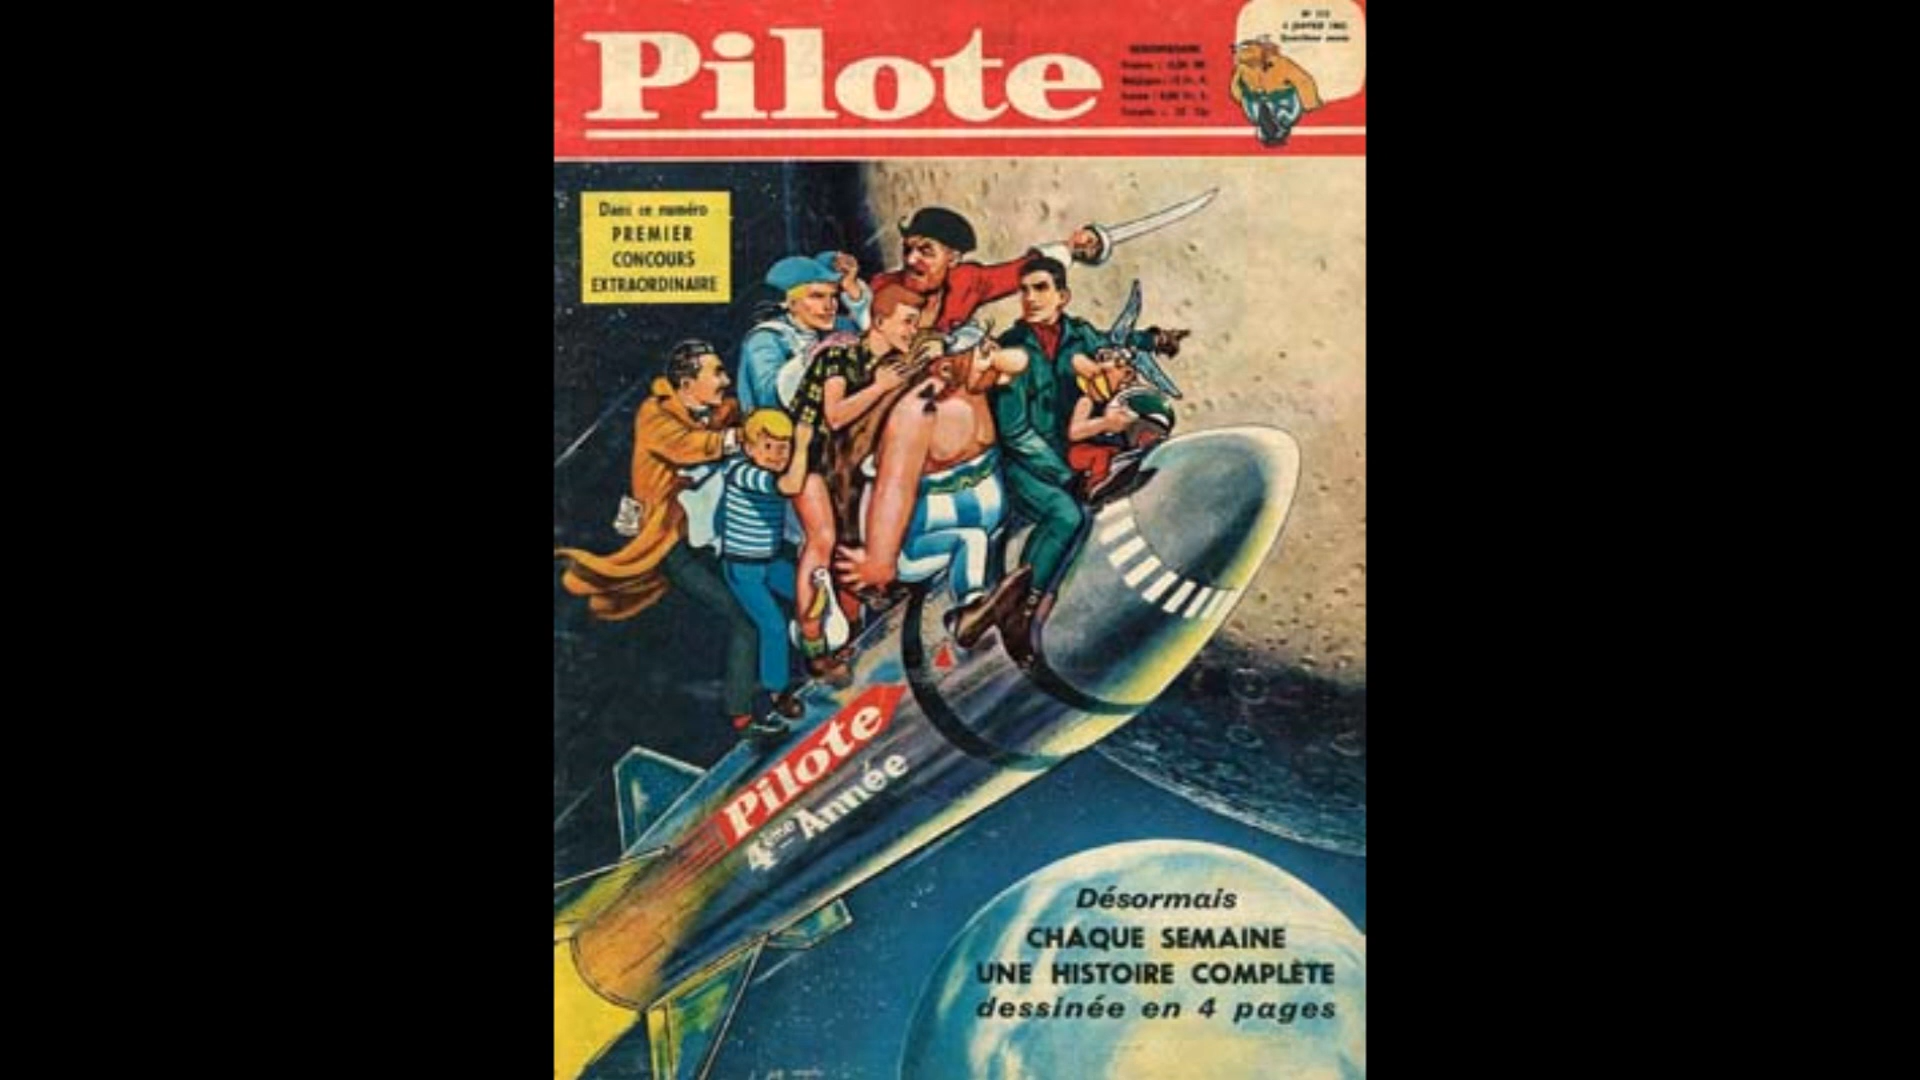 Pilote
Dans ce numéro
PREMIER
CONCOURS
EXTRAORDINAIRE
Pilote
4ème Année
Désormais
CHAQUE SEMAINE
UNE HISTOIRE COMPLÈTE
dessinée en 4 pages